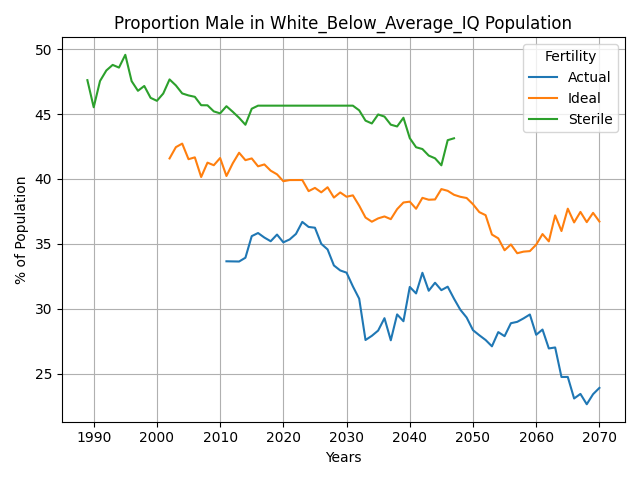 Proportion Male in White_Below_Average_IQ Population
Fertility
Actual
Ideal
Sterile
% of Population
50
45
40
35
30
25
1990 2000 2010 2020 2030 2040 2050 2060 2070
Years